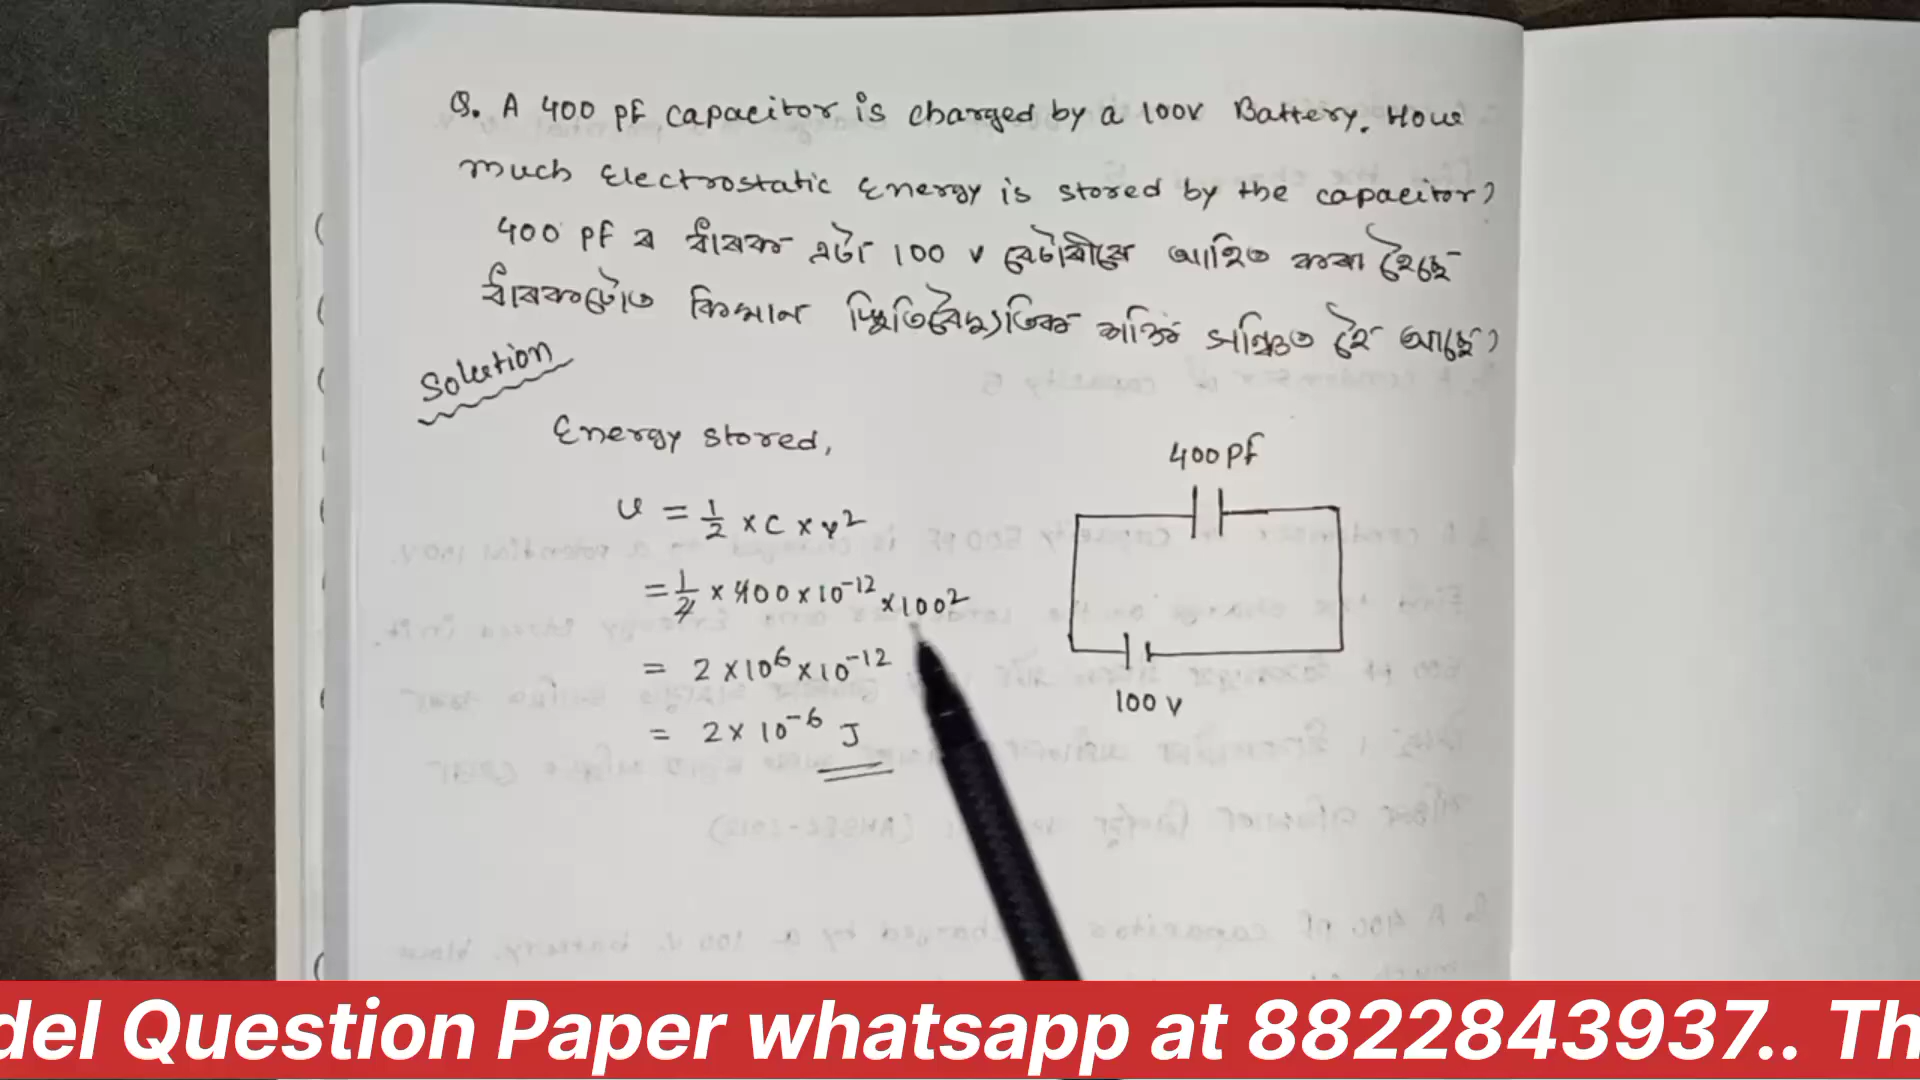 Q. A 400 pf capacitor is charged by a 100v Battery. How
much Electrostatic Energy is stored by the capacitor?
400 pf ৰ ধাৰক এটা 100 v বেটাৰীৰে আহিত কৰা হৈছে
ধাৰকটোত কিমান স্থিতিবৈদ্যুতিক শক্তি সঞ্চিত হৈ আছে?
Solution
Energy stored,
U = 1/2 × C × V²
= 1/2 × 400 × 10⁻¹² × 100²
= 2 × 10⁶ × 10⁻¹²
= 2 × 10⁻⁶ J
400 pf
100 V
del Question Paper whatsapp at 8822843937.. Th